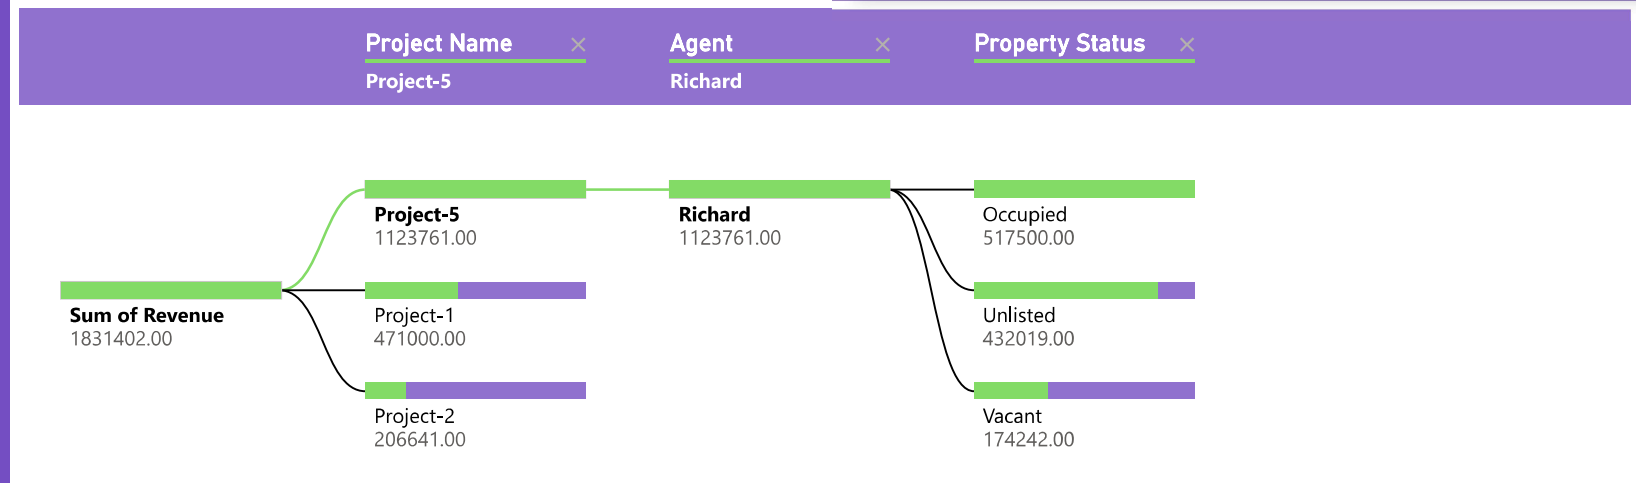 Project Name
Project-5
Agent
Richard
Property Status
Sum of Revenue
1831402.00
Project-5
1123761.00
Project-1
471000.00
Project-2
206641.00
Richard
1123761.00
Occupied
517500.00
Unlisted
432019.00
Vacant
174242.00